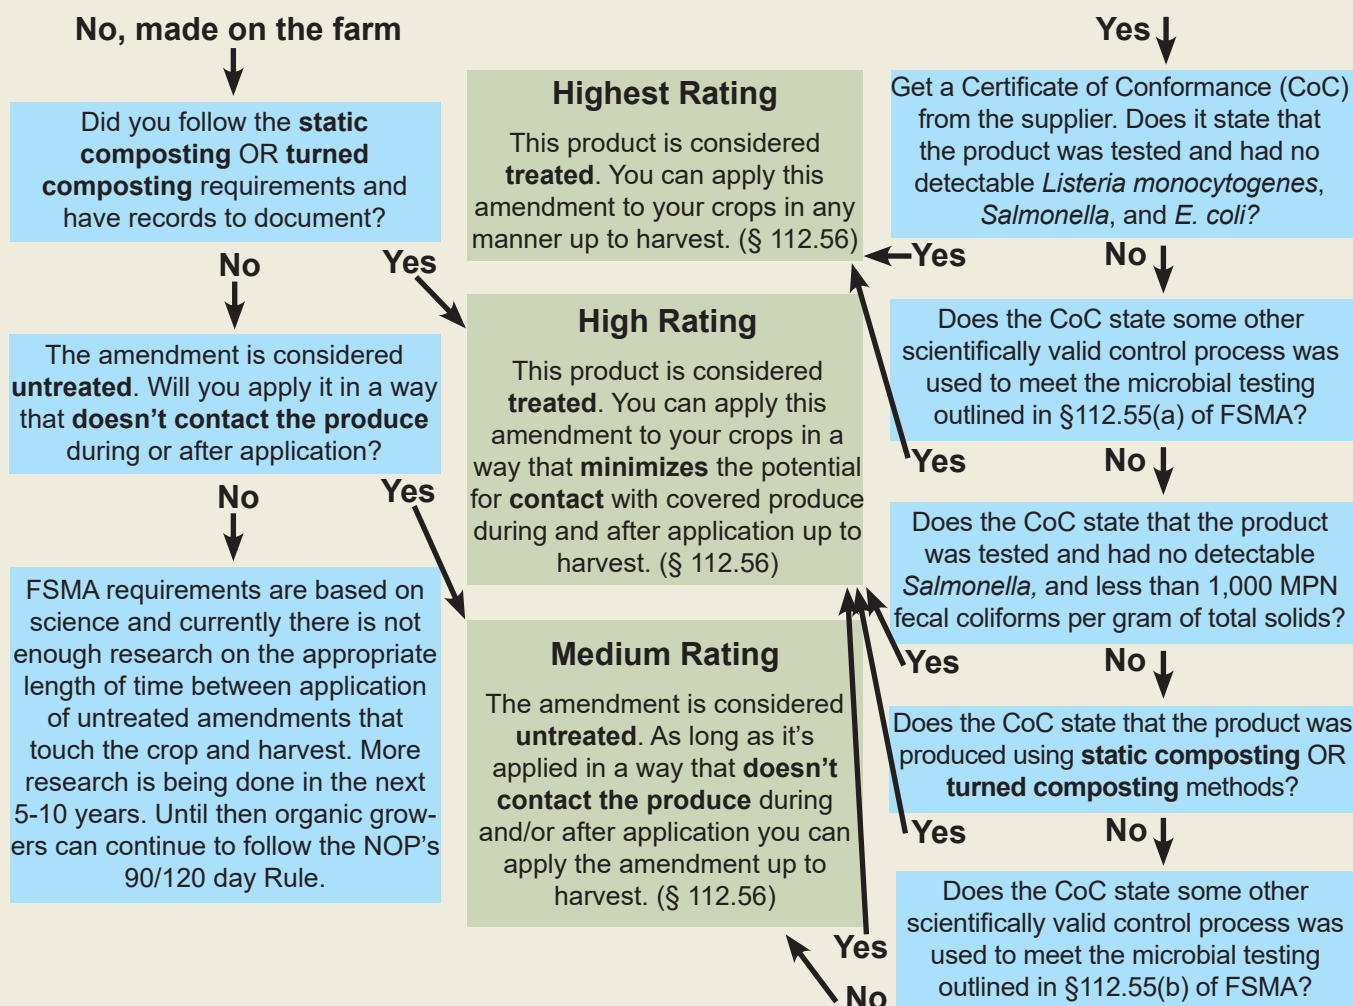 No, made on the farm
Did you follow the static
composting OR turned
composting requirements and
have records to document?
No
Yes
The amendment is considered
untreated. Will you apply it in a way
that doesn't contact the produce
during or after application?
No
Yes
FSMA requirements are based on
science and currently there is not
enough research on the appropriate
length of time between application
of untreated amendments that
touch the crop and harvest. More
research is being done in the next
5-10 years. Until then organic grow-
ers can continue to follow the NOP's
90/120 day Rule.
Highest Rating
This product is considered
treated. You can apply this
amendment to your crops in any
manner up to harvest. (§ 112.56)
High Rating
This product is considered
treated. You can apply this
amendment to your crops in a
way that minimizes the potential
for contact with covered produce
during and after application up to
harvest. (§ 112.56)
Medium Rating
The amendment is considered
untreated. As long as it's
applied in a way that doesn't
contact the produce during
and/or after application you can
apply the amendment up to
harvest. (§ 112.56)
Yes
Get a Certificate of Conformance (CoC)
from the supplier. Does it state that
the product was tested and had no
detectable Listeria monocytogenes,
Salmonella, and E. coli?
Yes
No
Does the CoC state some other
scientifically valid control process was
used to meet the microbial testing
outlined in §112.55(a) of FSMA?
Yes
No
Does the CoC state that the product
was tested and had no detectable
Salmonella, and less than 1,000 MPN
fecal coliforms per gram of total solids?
Yes
No
Does the CoC state that the product was
produced using static composting OR
turned composting methods?
Yes
No
Does the CoC state some other
scientifically valid control process was
used to meet the microbial testing
outlined in §112.55(b) of FSMA?
Yes
No